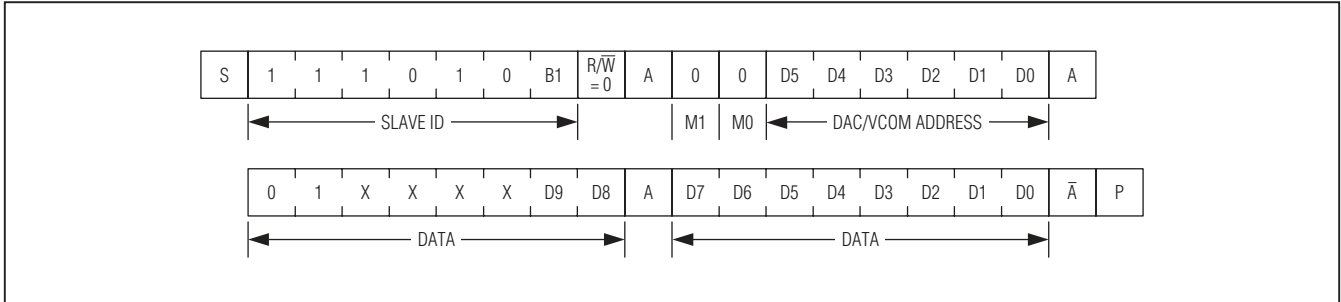 S 1 1 1 0 1 0 B1 R/W̅ = 0 A 0 0 D5 D4 D3 D2 D1 D0 A
SLAVE ID M1 M0 DAC/VCOM ADDRESS
0 1 X X X X D9 D8 A D7 D6 D5 D4 D3 D2 D1 D0 A̅ P
DATA DATA